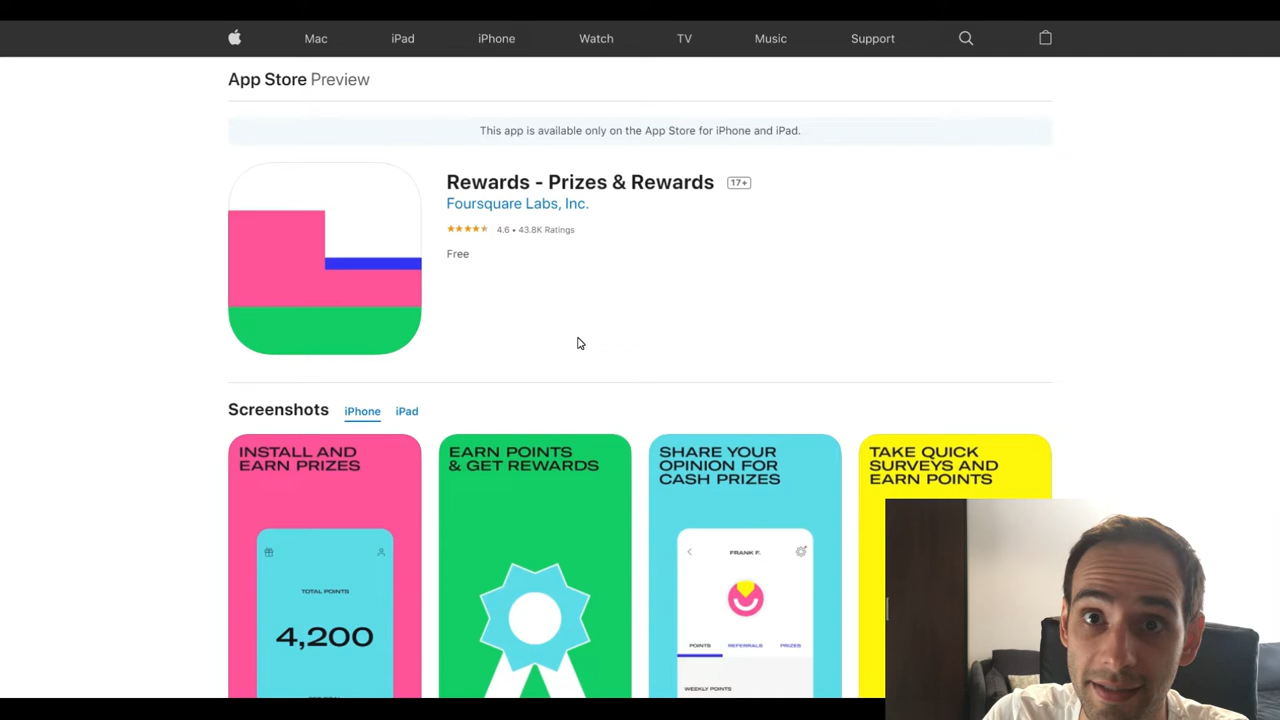 Mac iPad iPhone Watch TV Music Support
App Store Preview
This app is available only on the App Store for iPhone and iPad.
Rewards - Prizes & Rewards 17+
Foursquare Labs, Inc.
4.6 • 43.8K Ratings
Free
Screenshots iPhone iPad
INSTALL AND
EARN PRIZES
TOTAL POINTS
4,200
EARN POINTS
& GET REWARDS
SHARE YOUR
OPINION FOR
CASH PRIZES
FRANK F.
POINTS REFERRALS PRIZES
WEEKLY POINTS
TAKE QUICK
SURVEYS AND
EARN POINTS